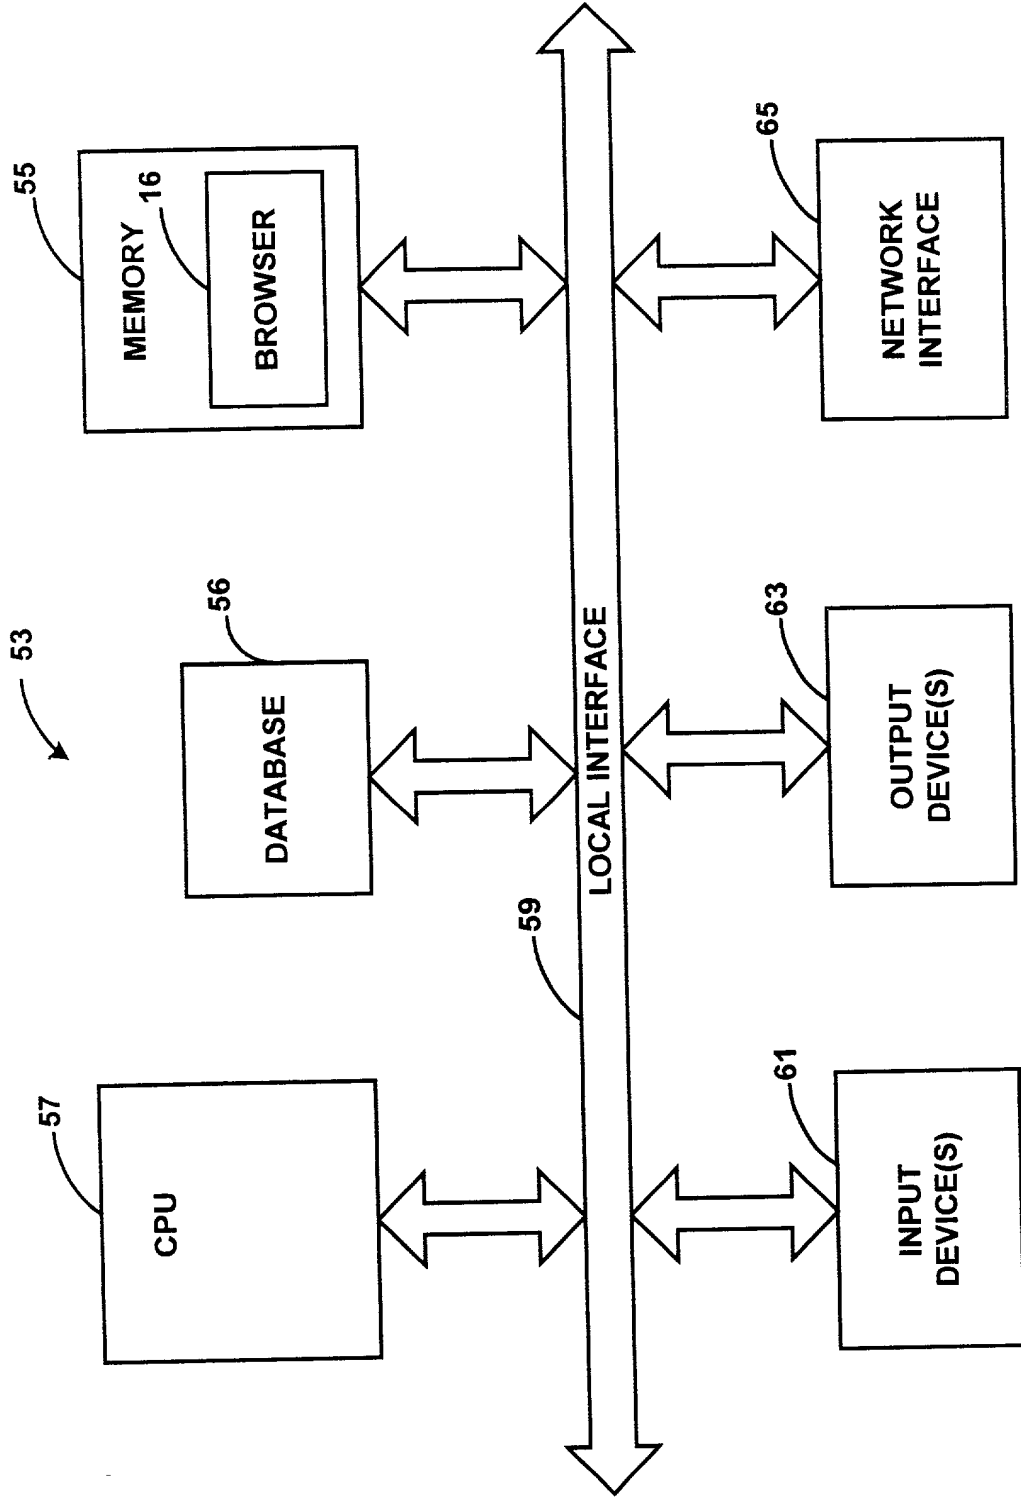 53
57
CPU
56
DATABASE
55
MEMORY
16
BROWSER
59
LOCAL INTERFACE
61
INPUT
DEVICE(S)
63
OUTPUT
DEVICE(S)
65
NETWORK
INTERFACE